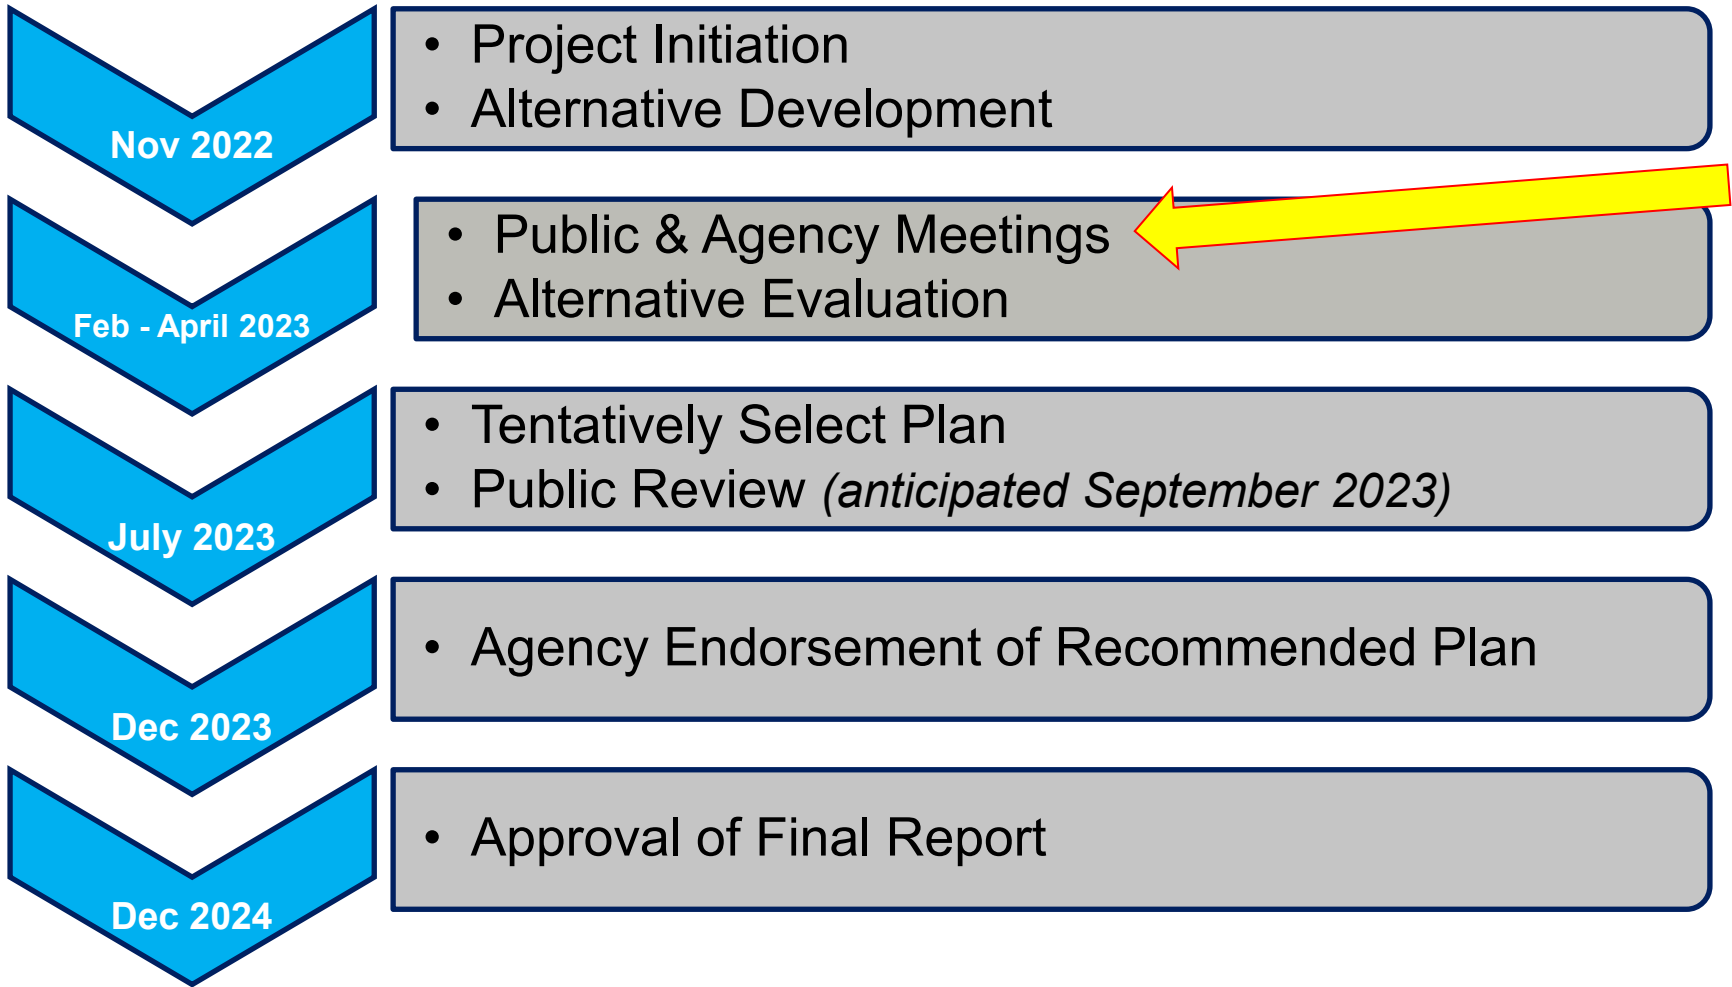 Nov 2022
• Project Initiation
• Alternative Development
Feb - April 2023
• Public & Agency Meetings
• Alternative Evaluation
July 2023
• Tentatively Select Plan
• Public Review (anticipated September 2023)
Dec 2023
• Agency Endorsement of Recommended Plan
Dec 2024
• Approval of Final Report